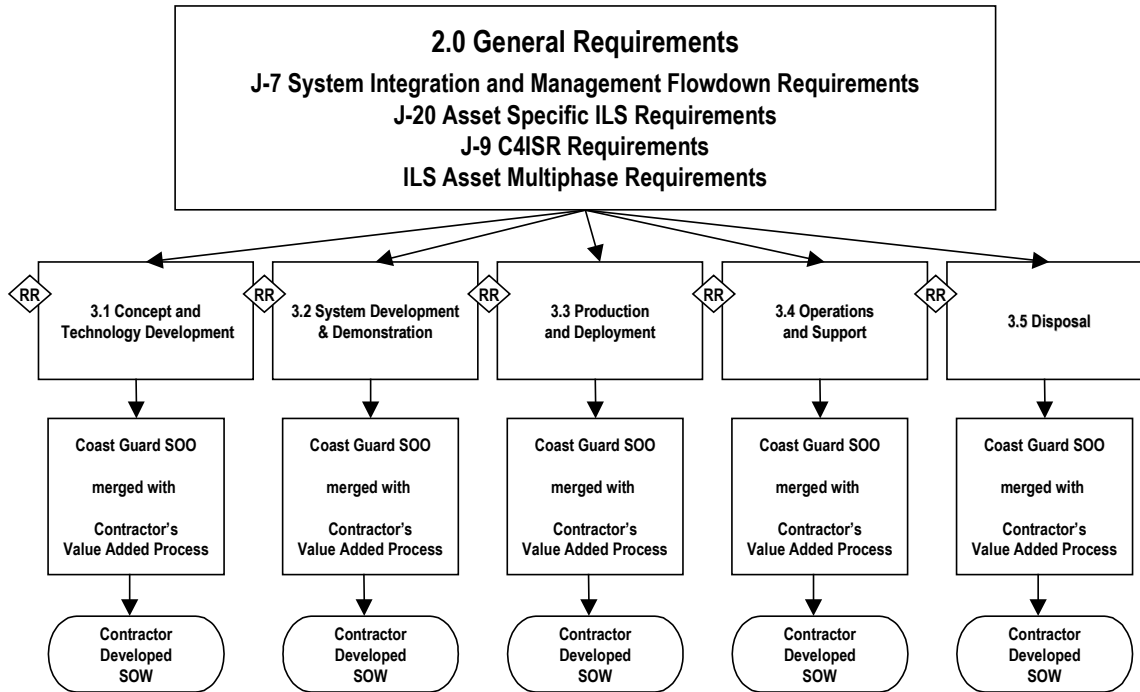 2.0 General Requirements
J-7 System Integration and Management Flowdown Requirements
J-20 Asset Specific ILS Requirements
J-9 C4ISR Requirements
ILS Asset Multiphase Requirements
RR
3.1 Concept and
Technology Development
RR
3.2 System Development
& Demonstration
RR
3.3 Production
and Deployment
RR
3.4 Operations
and Support
RR
3.5 Disposal
Coast Guard SOO
merged with
Contractor’s
Value Added Process
Coast Guard SOO
merged with
Contractor’s
Value Added Process
Coast Guard SOO
merged with
Contractor’s
Value Added Process
Coast Guard SOO
merged with
Contractor’s
Value Added Process
Coast Guard SOO
merged with
Contractor’s
Value Added Process
Contractor
Developed
SOW
Contractor
Developed
SOW
Contractor
Developed
SOW
Contractor
Developed
SOW
Contractor
Developed
SOW